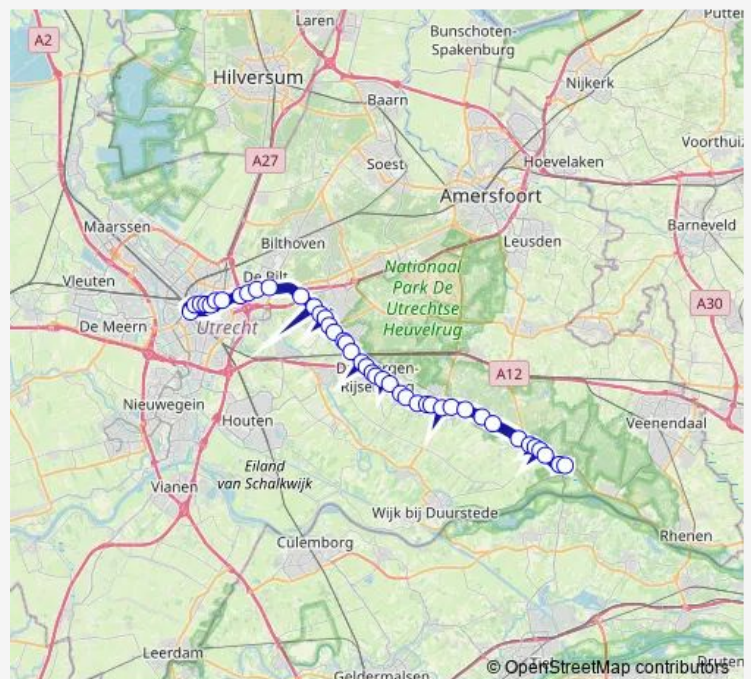 Laren
Putten
A2
Bunschoten-
Spakenburg
Hilversum
Nijkerk
Baarn
Voorthuiz
A27
Soest
Hoevelaken
Amersfoort
Maarssen
Barneveld
Bilthoven
Leusden
Nationaal
Park De
Utrechtse
Heuvelrug
Vleuten
De Bilt
A30
De Meern
Utrecht
A12
Nieuwegein
Houten
Veenendaal
Eiland
van Schalkwijk
Vianen
Wijk bij Duurstede
Rhenen
Culemborg
Leerdam
Geldermalsen
Druten
© OpenStreetMap contributors